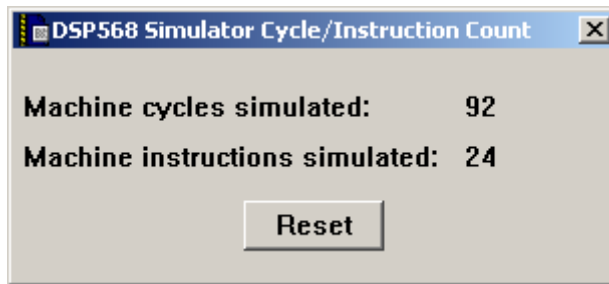 DSP568 Simulator Cycle/Instruction Count
Machine cycles simulated: 92
Machine instructions simulated: 24
Reset